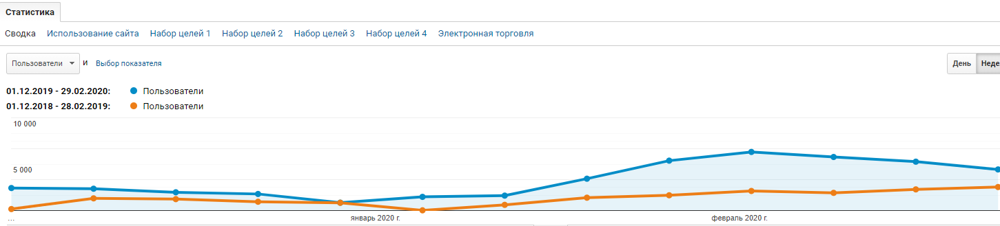 Статистика
Сводка Использование сайта Набор целей 1 Набор целей 2 Набор целей 3 Набор целей 4 Электронная торговля
Пользователи и Выбор показателя День Неде
01.12.2019 - 29.02.2020: Пользователи
01.12.2018 - 28.02.2019: Пользователи
10 000
5 000
... январь 2020 г. февраль 2020 г.